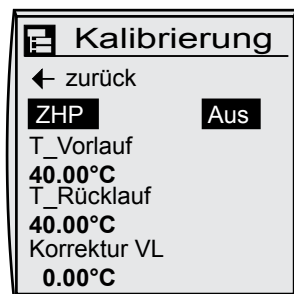 Kalibrierung
← zurück
ZHP Aus
T_Vorlauf
40.00°C
T_Rücklauf
40.00°C
Korrektur VL
0.00°C